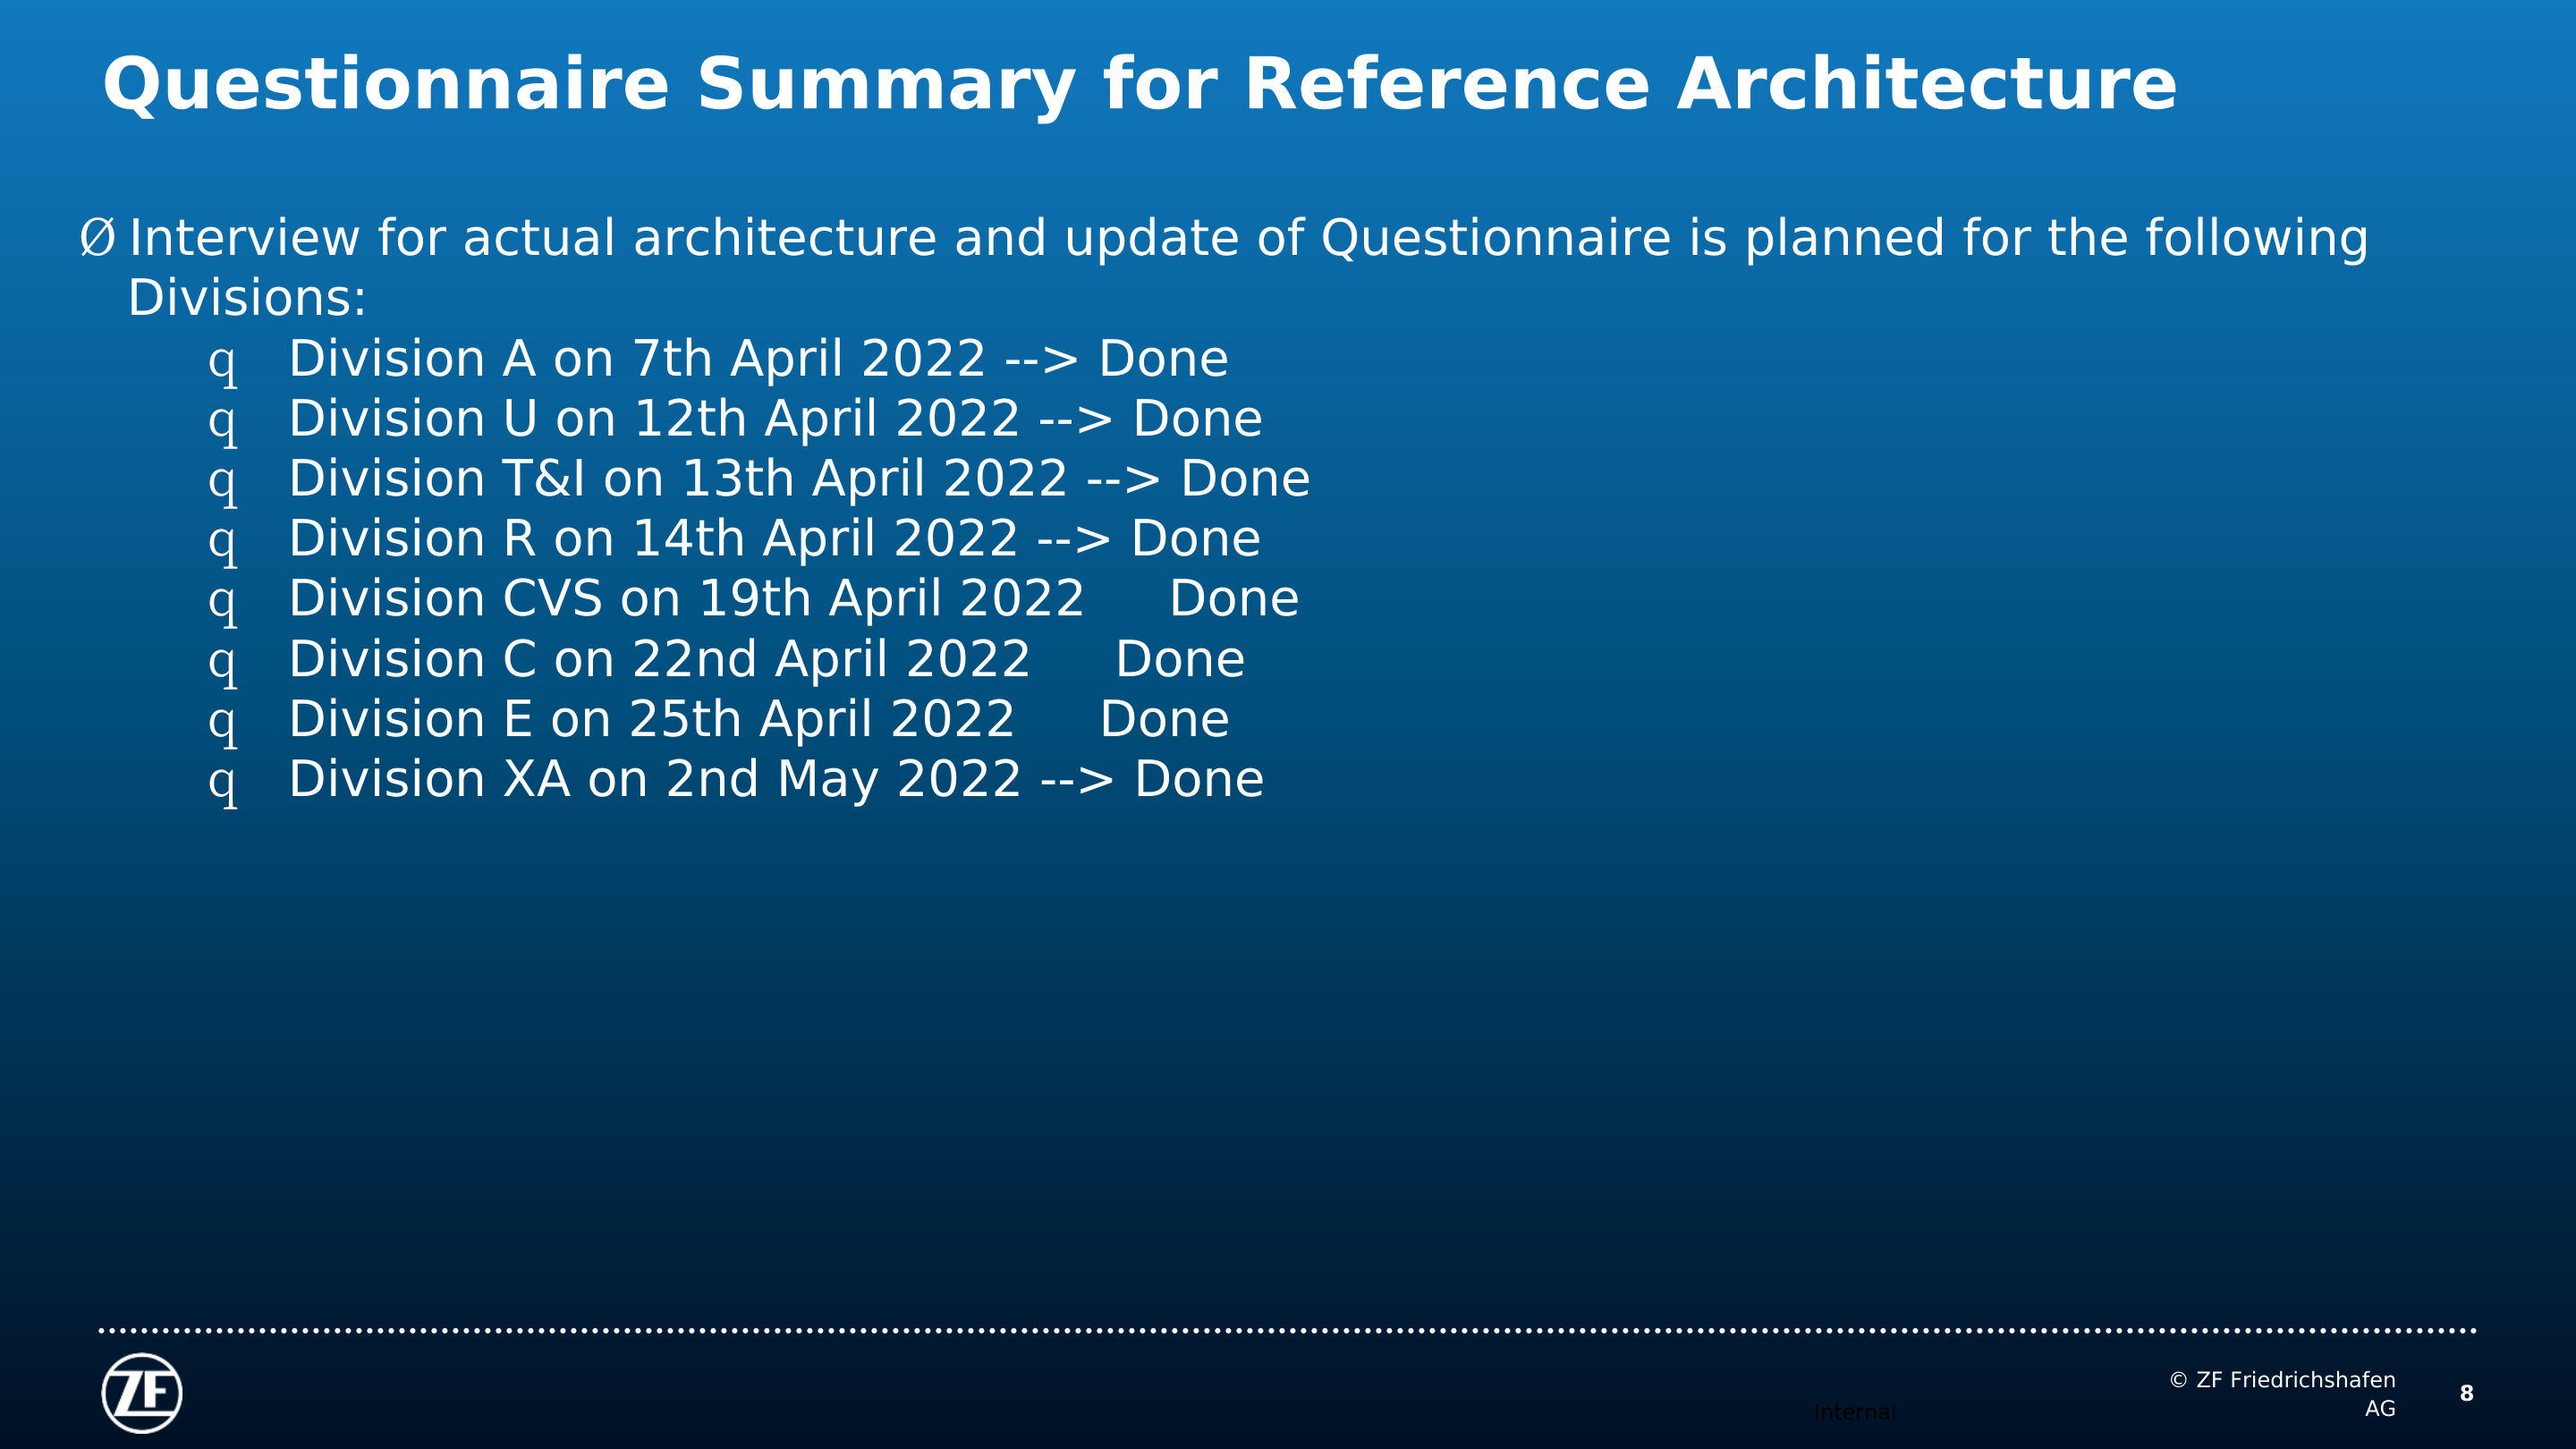 Questionnaire Summary for Reference Architecture
Ø Interview for actual architecture and update of Questionnaire is planned for the following
Divisions:
q Division A on 7th April 2022 --> Done
q Division U on 12th April 2022 --> Done
q Division T&I on 13th April 2022 --> Done
q Division R on 14th April 2022 --> Done
q Division CVS on 19th April 2022 Done
q Division C on 22nd April 2022 Done
q Division E on 25th April 2022 Done
q Division XA on 2nd May 2022 --> Done
ZF
Internal
© ZF Friedrichshafen
AG
8